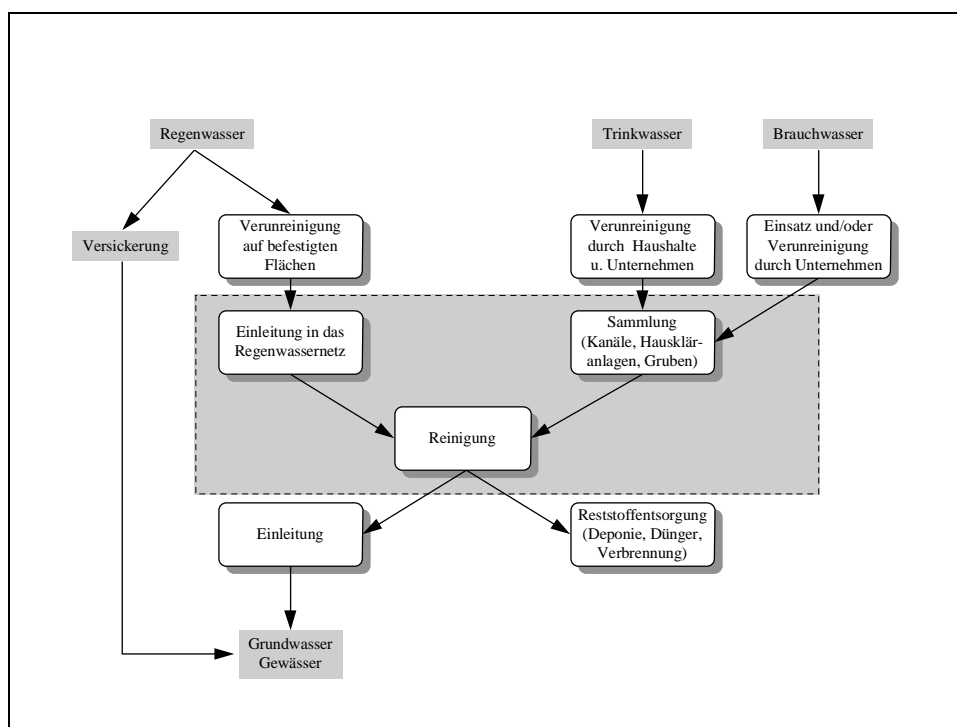 Regenwasser
Trinkwasser
Brauchwasser
Versickerung
Verunreinigung
auf befestigten
Flächen
Verunreinigung
durch Haushalte
u. Unternehmen
Einsatz und/oder
Verunreinigung
durch Unternehmen
Einleitung in das
Regenwassernetz
Sammlung
(Kanäle, Hausklär-
anlagen, Gruben)
Reinigung
Einleitung
Reststoffentsorgung
(Deponie, Dünger,
Verbrennung)
Grundwasser
Gewässer